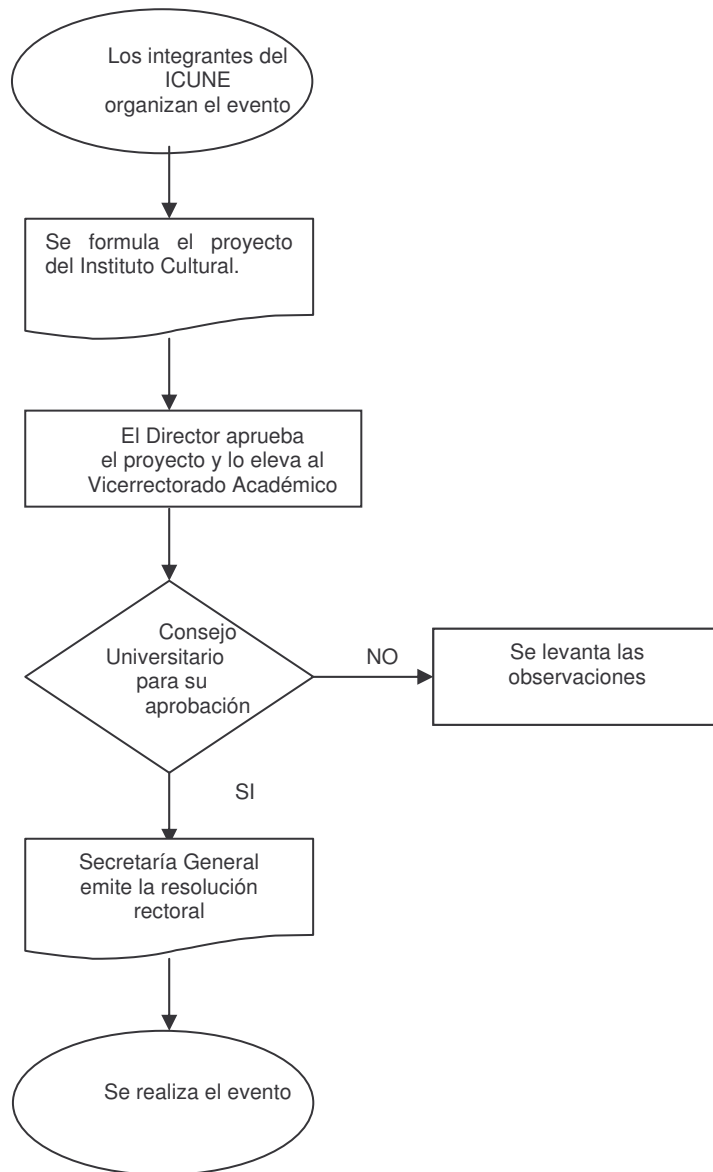 Los integrantes del
ICUNE
organizan el evento
Se formula el proyecto
del Instituto Cultural.
El Director aprueba
el proyecto y lo eleva al
Vicerrectorado Académico
Consejo
Universitario
para su
aprobación
NO
Se levanta las
observaciones
SI
Secretaría General
emite la resolución
rectoral
Se realiza el evento